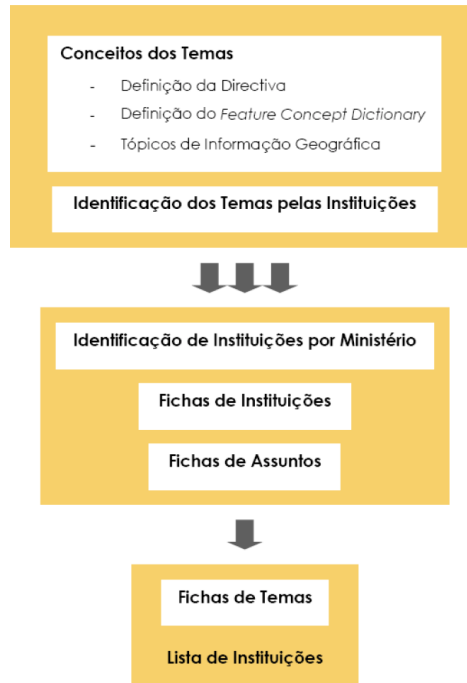 Conceitos dos Temas
- Definição da Directiva
- Definição do Feature Concept Dictionary
- Tópicos de Informação Geográfica
Identificação dos Temas pelas Instituições
Identificação de Instituições por Ministério
Fichas de Instituições
Fichas de Assuntos
Fichas de Temas
Lista de Instituições